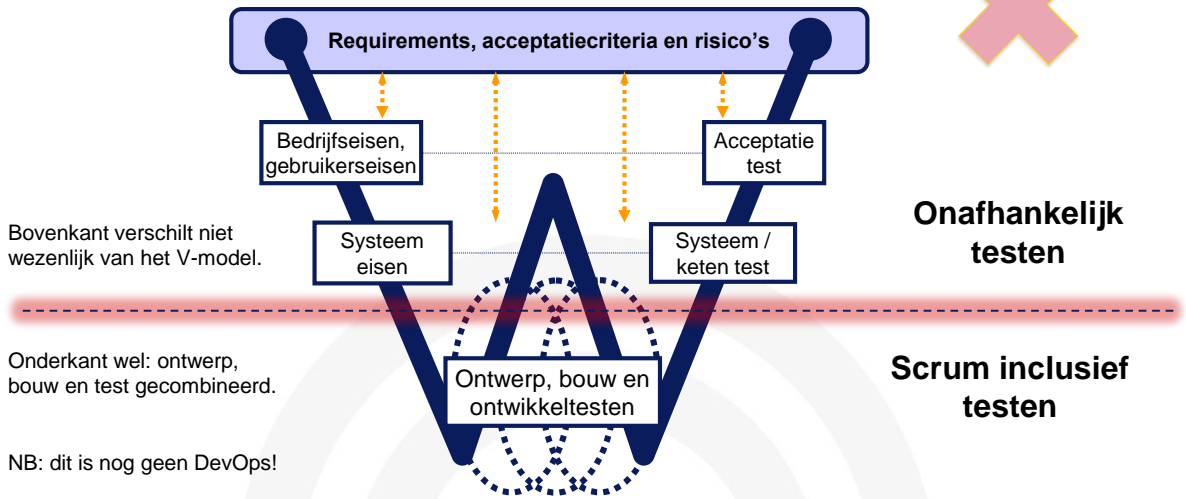 Requirements, acceptatiecriteria en risico’s
Bedrijfseisen,
gebruikerseisen
Acceptatie
test
Bovenkant verschilt niet
wezenlijk van het V-model.
Systeem
eisen
Systeem /
keten test
Onafhankelijk
testen
Onderkant wel: ontwerp,
bouw en test gecombineerd.
Ontwerp, bouw en
ontwikkeltesten
Scrum inclusief
testen
NB: dit is nog geen DevOps!